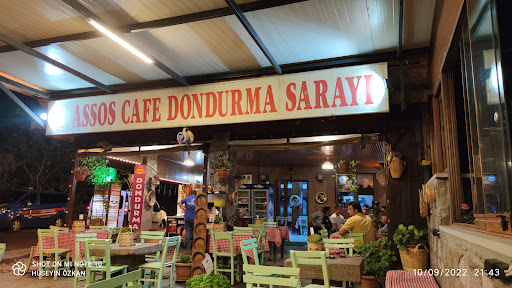 ASSOS CAFE DONDURMA SARAYI
DONDURMA
SHOT ON MI NOTE 10
HÜSEYİN ÖZKAN
10/09/2022 21:43